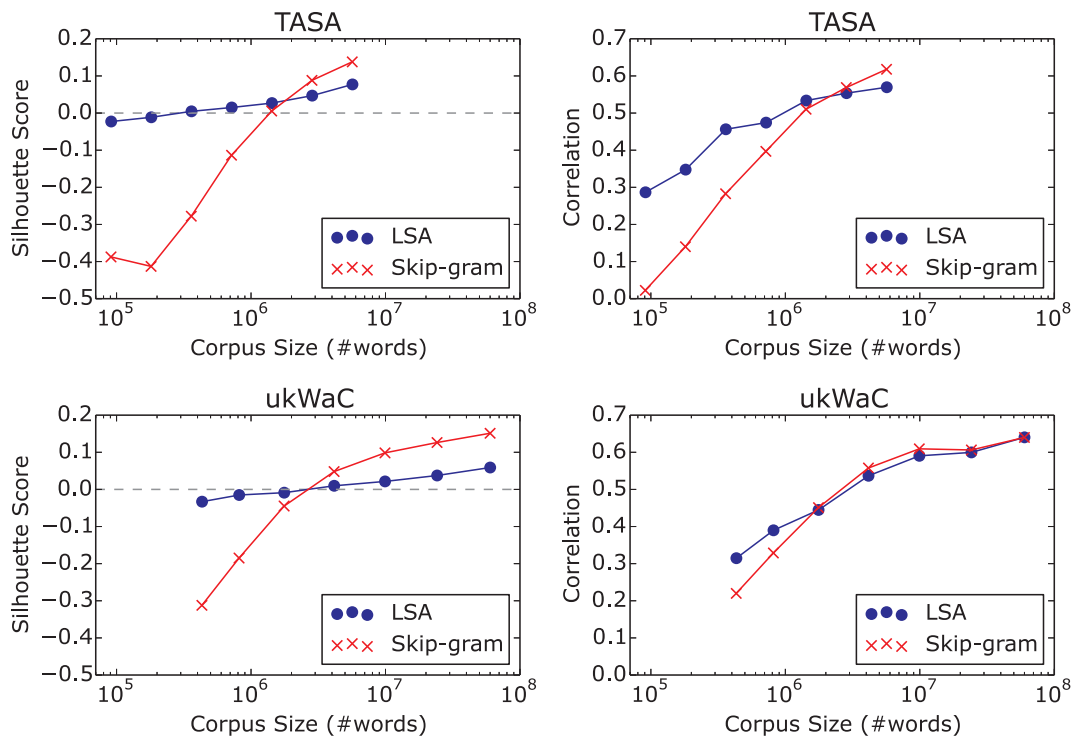 TASA
0.2
0.1
0.0
−0.1
−0.2
−0.3
−0.4
−0.5
Silhouette Score
LSA
Skip-gram
10^5
10^6
10^7
10^8
Corpus Size (#words)
TASA
0.7
0.6
0.5
0.4
0.3
0.2
0.1
0.0
Correlation
LSA
Skip-gram
10^5
10^6
10^7
10^8
Corpus Size (#words)
ukWaC
0.2
0.1
0.0
−0.1
−0.2
−0.3
−0.4
−0.5
Silhouette Score
LSA
Skip-gram
10^5
10^6
10^7
10^8
Corpus Size (#words)
ukWaC
0.7
0.6
0.5
0.4
0.3
0.2
0.1
0.0
Correlation
LSA
Skip-gram
10^5
10^6
10^7
10^8
Corpus Size (#words)